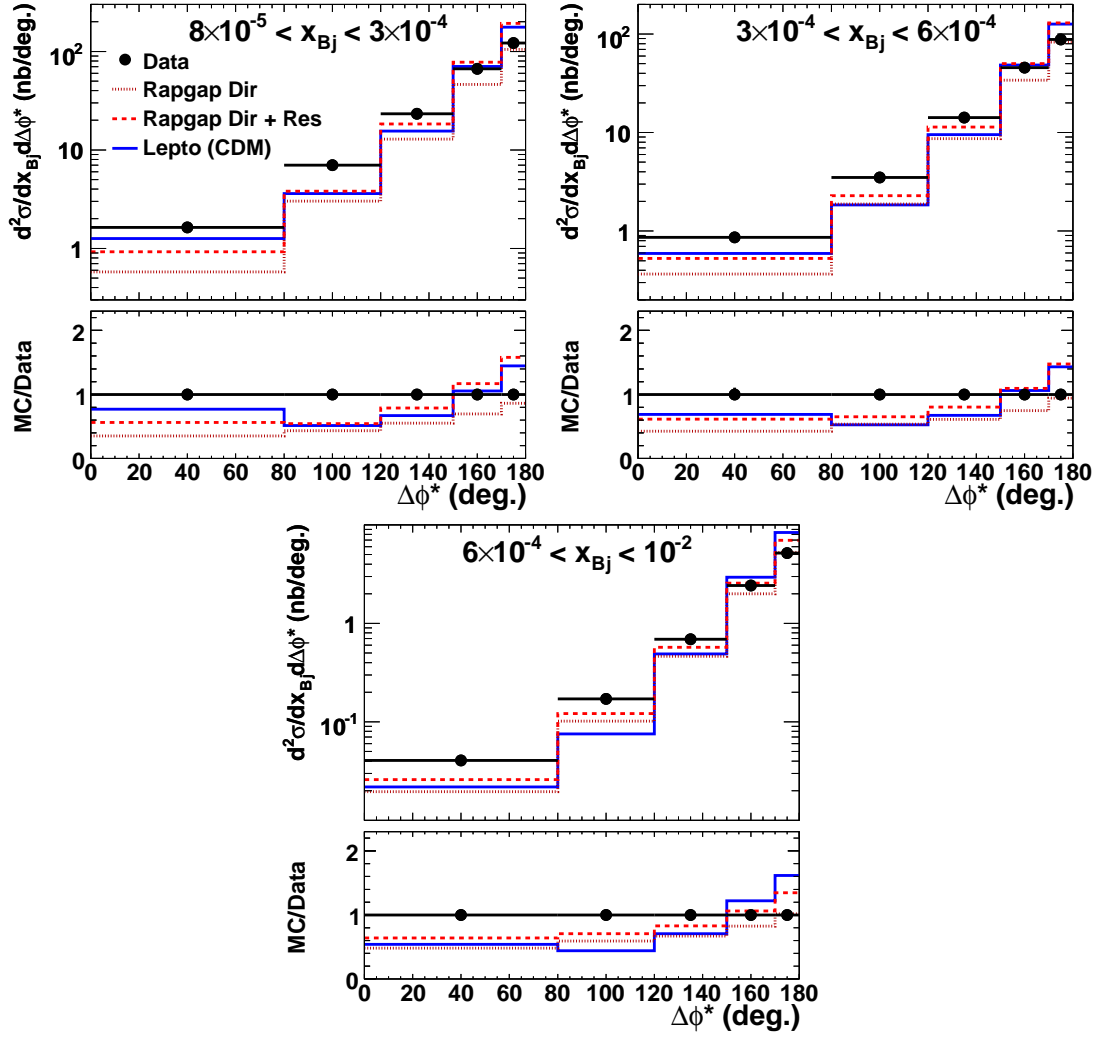 8×10⁻⁵ < x_Bj < 3×10⁻⁴
d²σ/dx_Bj dΔϕ* (nb/deg.)
10²
10
1
Data
Rapgap Dir
Rapgap Dir + Res
Lepto (CDM)
MC/Data
2
1
0
0 20 40 60 80 100 120 140 160 180
Δϕ* (deg.)
3×10⁻⁴ < x_Bj < 6×10⁻⁴
d²σ/dx_Bj dΔϕ* (nb/deg.)
10²
10
1
MC/Data
2
1
0
0 20 40 60 80 100 120 140 160 180
Δϕ* (deg.)
6×10⁻⁴ < x_Bj < 10⁻²
d²σ/dx_Bj dΔϕ* (nb/deg.)
1
10⁻¹
MC/Data
2
1
0
0 20 40 60 80 100 120 140 160 180
Δϕ* (deg.)